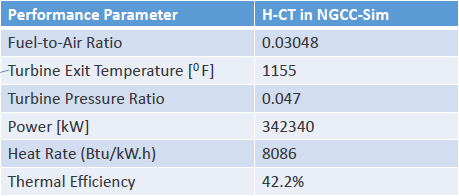 Performance Parameter H-CT in NGCC-Sim
Fuel-to-Air Ratio 0.03048
Turbine Exit Temperature [⁰F] 1155
Turbine Pressure Ratio 0.047
Power [kW] 342340
Heat Rate (Btu/kW.h) 8086
Thermal Efficiency 42.2%